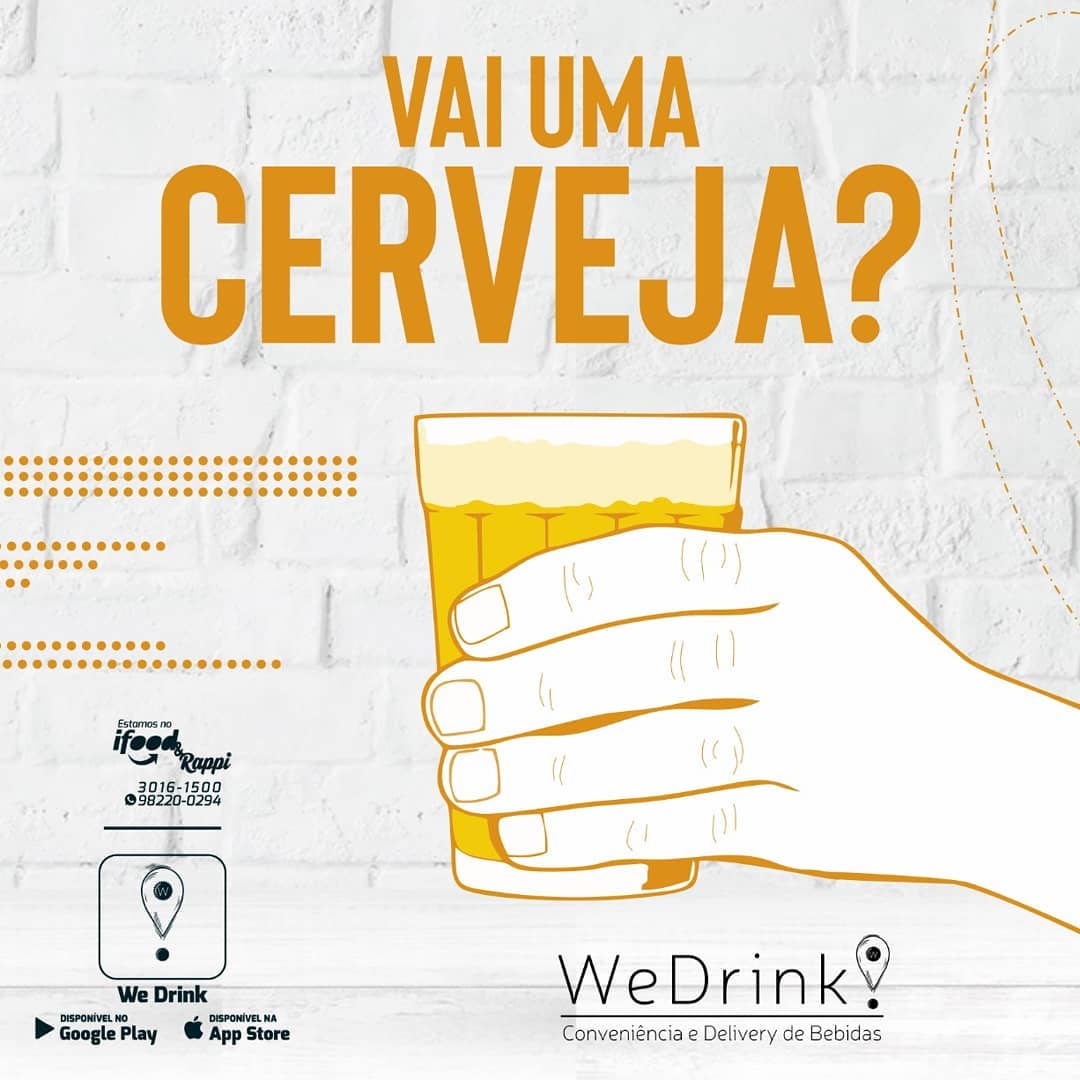 VAI UMA
CERVEJA?
Estamos no
ifood & Rappi
3016-1500
98220-0294
W
We Drink
DISPONÍVEL NO
Google Play
DISPONÍVEL NA
App Store
WeDrink!
W
Conveniência e Delivery de Bebidas